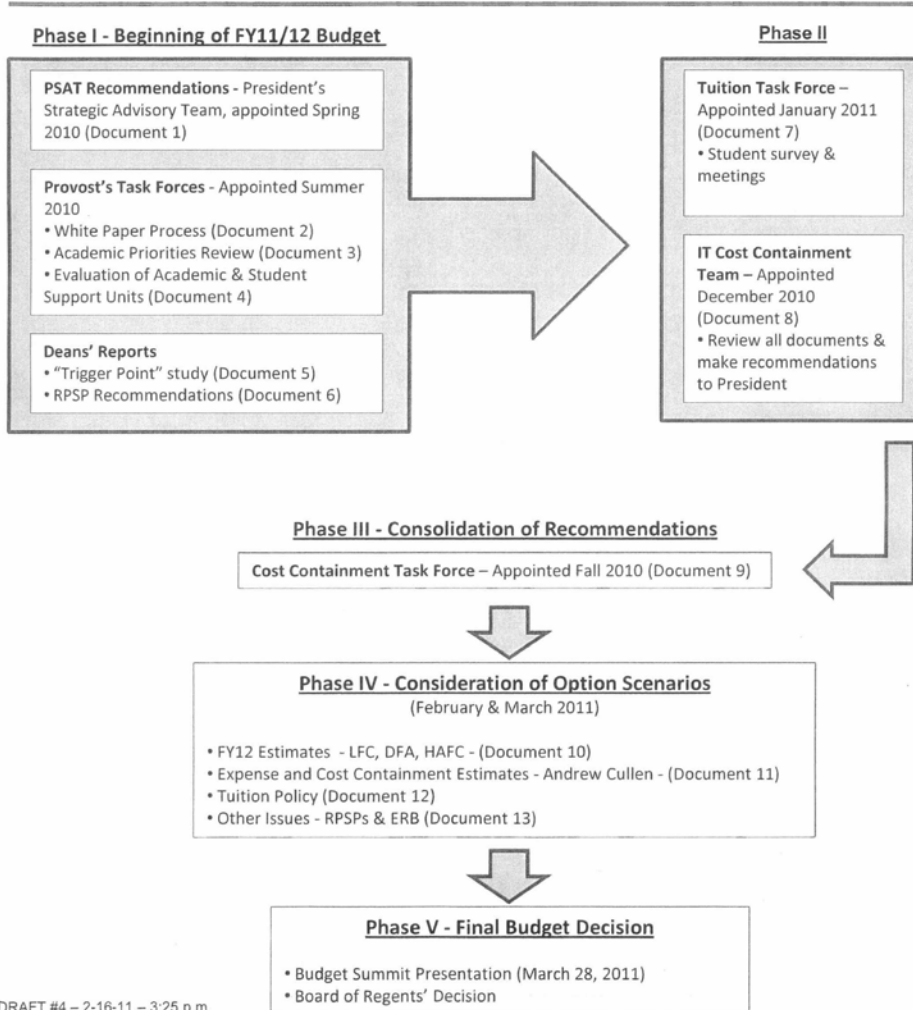 Phase I - Beginning of FY11/12 Budget
PSAT Recommendations - President's
Strategic Advisory Team, appointed Spring
2010 (Document 1)
Provost's Task Forces - Appointed Summer
2010
• White Paper Process (Document 2)
• Academic Priorities Review (Document 3)
• Evaluation of Academic & Student
Support Units (Document 4)
Deans' Reports
• "Trigger Point" study (Document 5)
• RPSP Recommendations (Document 6)
Phase II
Tuition Task Force –
Appointed January 2011
(Document 7)
• Student survey &
meetings
IT Cost Containment
Team – Appointed
December 2010
(Document 8)
• Review all documents &
make recommendations
to President
Phase III - Consolidation of Recommendations
Cost Containment Task Force – Appointed Fall 2010 (Document 9)
Phase IV - Consideration of Option Scenarios
(February & March 2011)
• FY12 Estimates - LFC, DFA, HAFC - (Document 10)
• Expense and Cost Containment Estimates - Andrew Cullen - (Document 11)
• Tuition Policy (Document 12)
• Other Issues - RPSPs & ERB (Document 13)
Phase V - Final Budget Decision
• Budget Summit Presentation (March 28, 2011)
• Board of Regents' Decision
DRAFT #4 – 2-16-11 – 3:25 p.m.